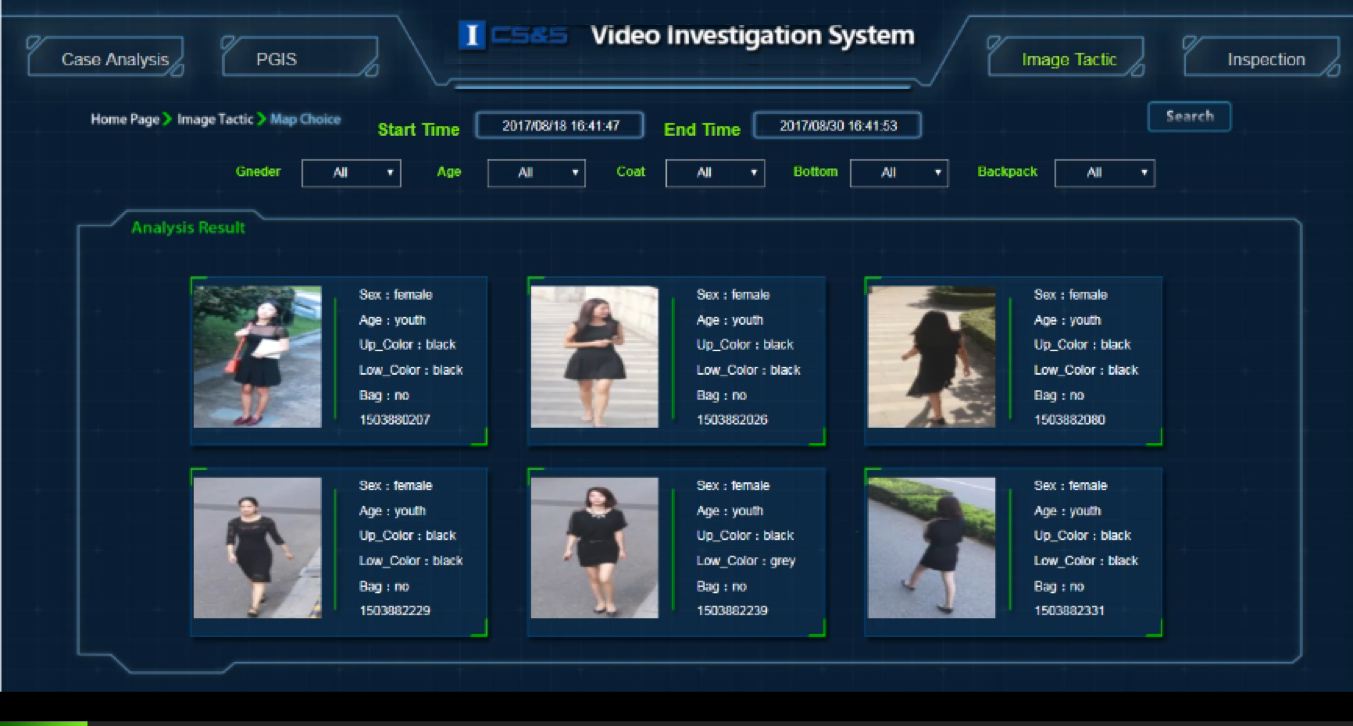 I CS&S Video Investigation System
Case Analysis PGIS Image Tactic Inspection
Home Page > Image Tactic > Map Choice Start Time 2017/08/18 16:41:47 End Time 2017/08/30 16:41:53 Search
Gneder All Age All Coat All Bottom All Backpack All
Analysis Result
Sex : female
Age : youth
Up_Color : black
Low_Color : black
Bag : no
1503880207
Sex : female
Age : youth
Up_Color : black
Low_Color : black
Bag : no
1503882026
Sex : female
Age : youth
Up_Color : black
Low_Color : black
Bag : no
1503882080
Sex : female
Age : youth
Up_Color : black
Low_Color : black
Bag : no
1503882229
Sex : female
Age : youth
Up_Color : black
Low_Color : grey
Bag : no
1503882239
Sex : female
Age : youth
Up_Color : black
Low_Color : black
Bag : no
1503882331